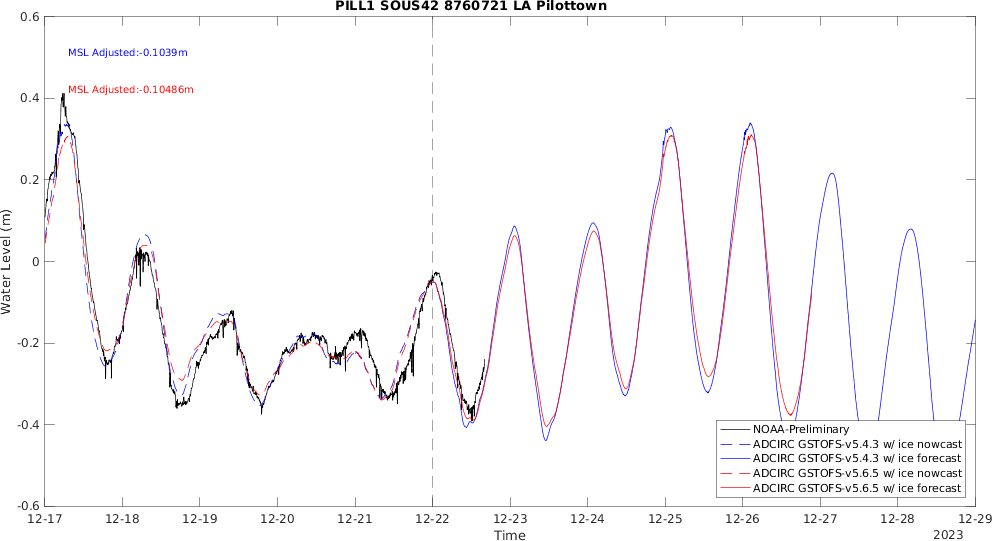 PILL1 SOUS42 8760721 LA Pilottown
MSL Adjusted:-0.1039m
MSL Adjusted:-0.10486m
Water Level (m)
0.6
0.4
0.2
0
-0.2
-0.4
-0.6
NOAA-Preliminary
ADCIRC GSTOFS-v5.4.3 w/ ice nowcast
ADCIRC GSTOFS-v5.4.3 w/ ice forecast
ADCIRC GSTOFS-v5.6.5 w/ ice nowcast
ADCIRC GSTOFS-v5.6.5 w/ ice forecast
12-17 12-18 12-19 12-20 12-21 12-22 12-23 12-24 12-25 12-26 12-27 12-28 12-29
Time
2023